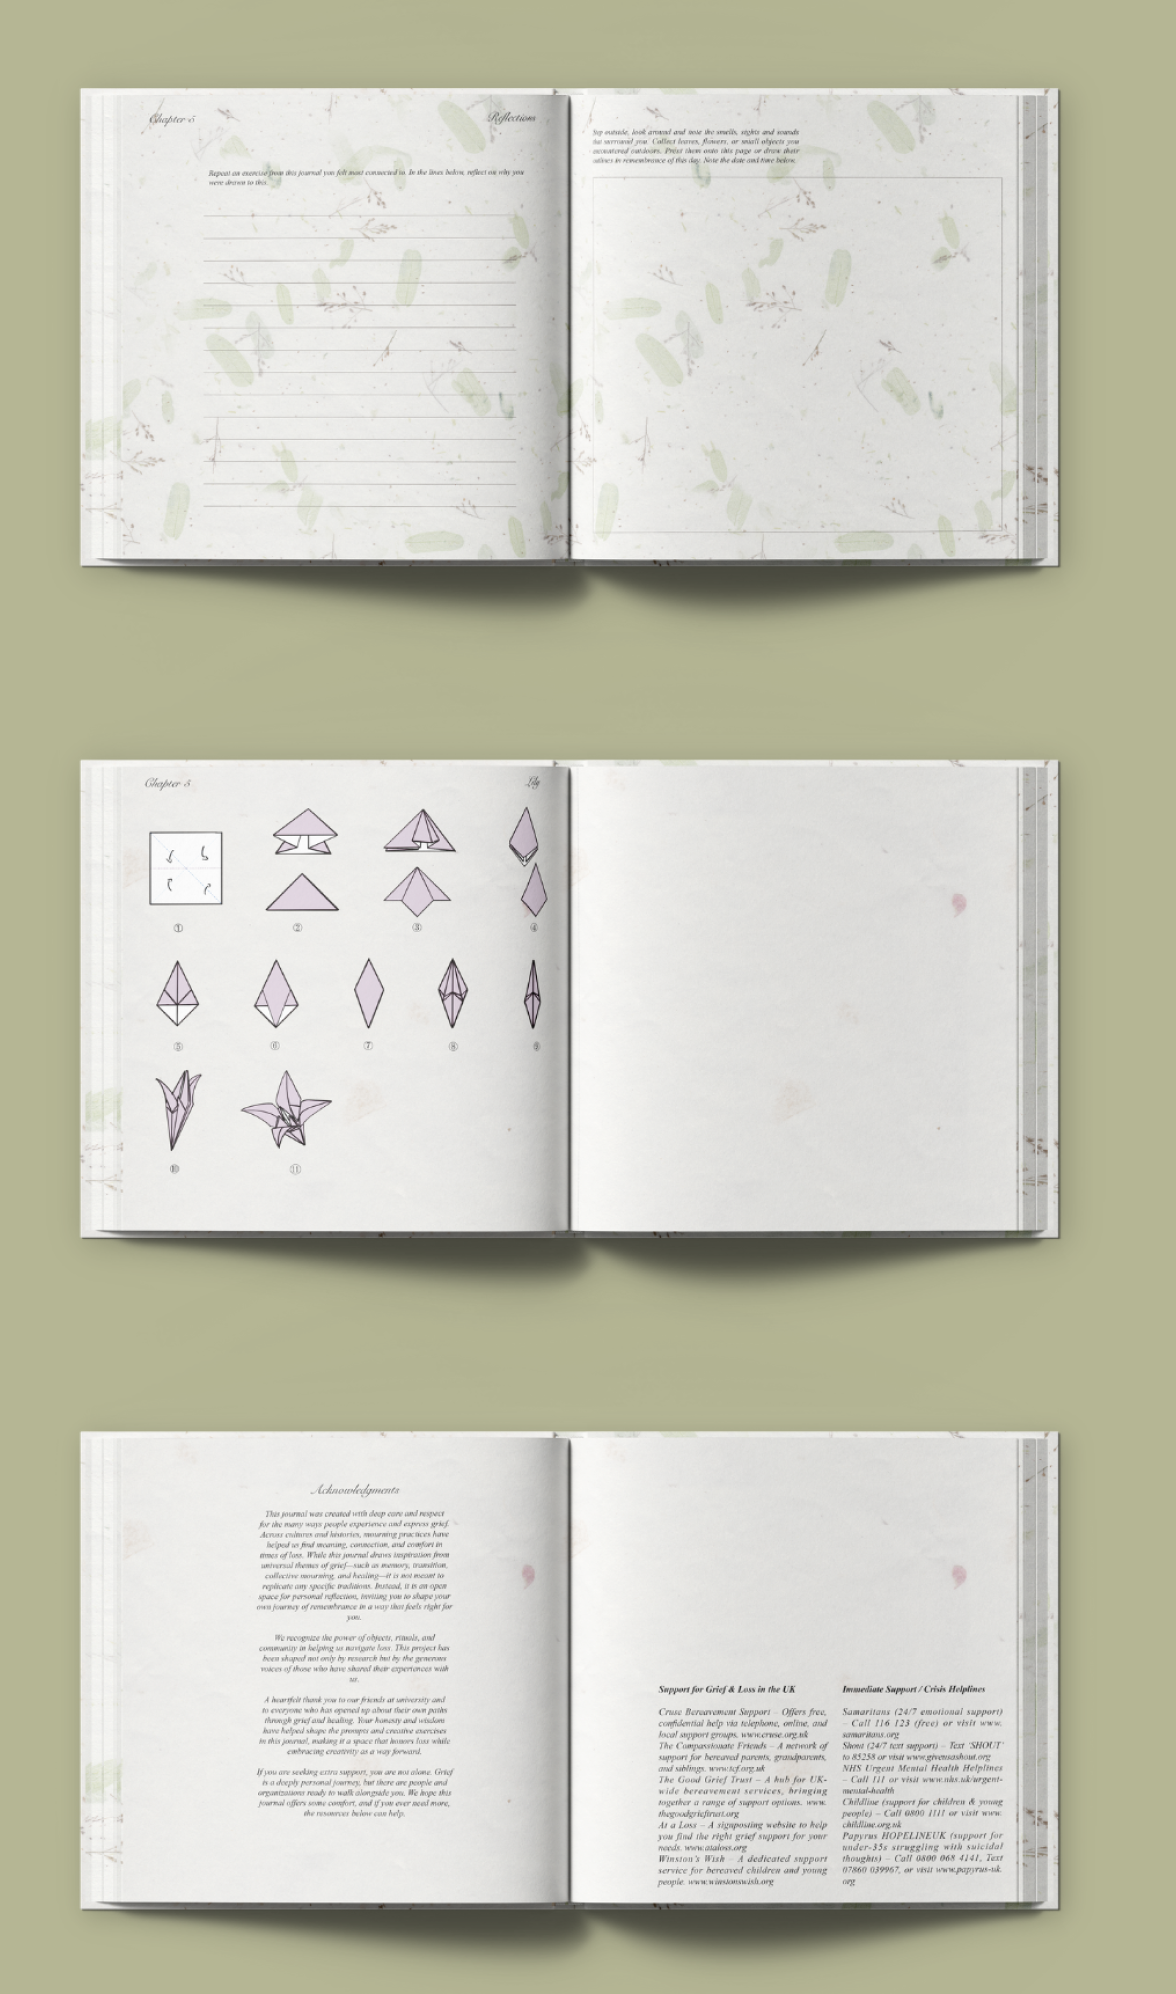 Chapter 5
Reflections
Repeat an exercise from this journal you felt most connected to. In the lines below, reflect on why you
were drawn to this.
outside, look around and note the smells, sights and sounds
surround you. Collect leaves, flowers, or small objects you
outdoors. Press them onto this page or draw their
in remembrance of this day. Note the date and time below.
Chapter 5
Lily
①
②
③
④
⑤
⑥
⑦
⑧
⑨
⑩
⑪
Acknowledgments
This journal was created with deep care and respect
for the many ways people experience and express grief.
Across cultures and histories, mourning practices have
helped us find meaning, connection, and comfort in
times of loss. While this journal draws inspiration from
universal themes of grief—such as memory, transition,
collective mourning, and healing—it is not meant to
replicate any specific traditions. Instead, it is an open
space for personal reflection, inviting you to shape your
own journey of remembrance in a way that feels right for
you.
We recognize the power of objects, rituals, and
community in helping us navigate loss. This project has
been shaped not only by research but by the generous
voices of those who have shared their experiences with
us.
A heartfelt thank you to our friends at university and
to everyone who has opened up about their own paths
through grief and healing. Your honesty and wisdom
have helped shape the prompts and creative exercises
in this journal, making it a space that honors loss while
embracing creativity as a way forward.
If you are seeking extra support, you are not alone. Grief
is a deeply personal journey, but there are people and
organizations ready to walk alongside you. We hope this
journal offers some comfort, and if you ever need more,
the resources below can help.
Support for Grief & Loss in the UK
Cruse Bereavement Support – Offers free,
confidential help via telephone, online, and
local support groups. www.cruse.org.uk
The Compassionate Friends – A network of
support for bereaved parents, grandparents,
and siblings. www.tcf.org.uk
The Good Grief Trust – A hub for UK-
wide bereavement services, bringing
together a range of support options. www.
thegoodgrieftrust.org
At a Loss – A signposting website to help
you find the right grief support for your
needs. www.ataloss.org
Winston's Wish – A dedicated support
service for bereaved children and young
people. www.winstonswish.org
Immediate Support / Crisis Helplines
Samaritans (24/7 emotional support)
– Call 116 123 (free) or visit www.
samaritans.org
Shout (24/7 text support) – Text 'SHOUT'
to 85258 or visit www.giveusashout.org
NHS Urgent Mental Health Helplines
– Call 111 or visit www.nhs.uk/urgent-
mental-health
Childline (support for children & young
people) – Call 0800 1111 or visit www.
childline.org.uk
Papyrus HOPELINEUK (support for
under-35s struggling with suicidal
thoughts) – Call 0800 068 4141, Text
07860 039967, or visit www.papyrus-uk.
org